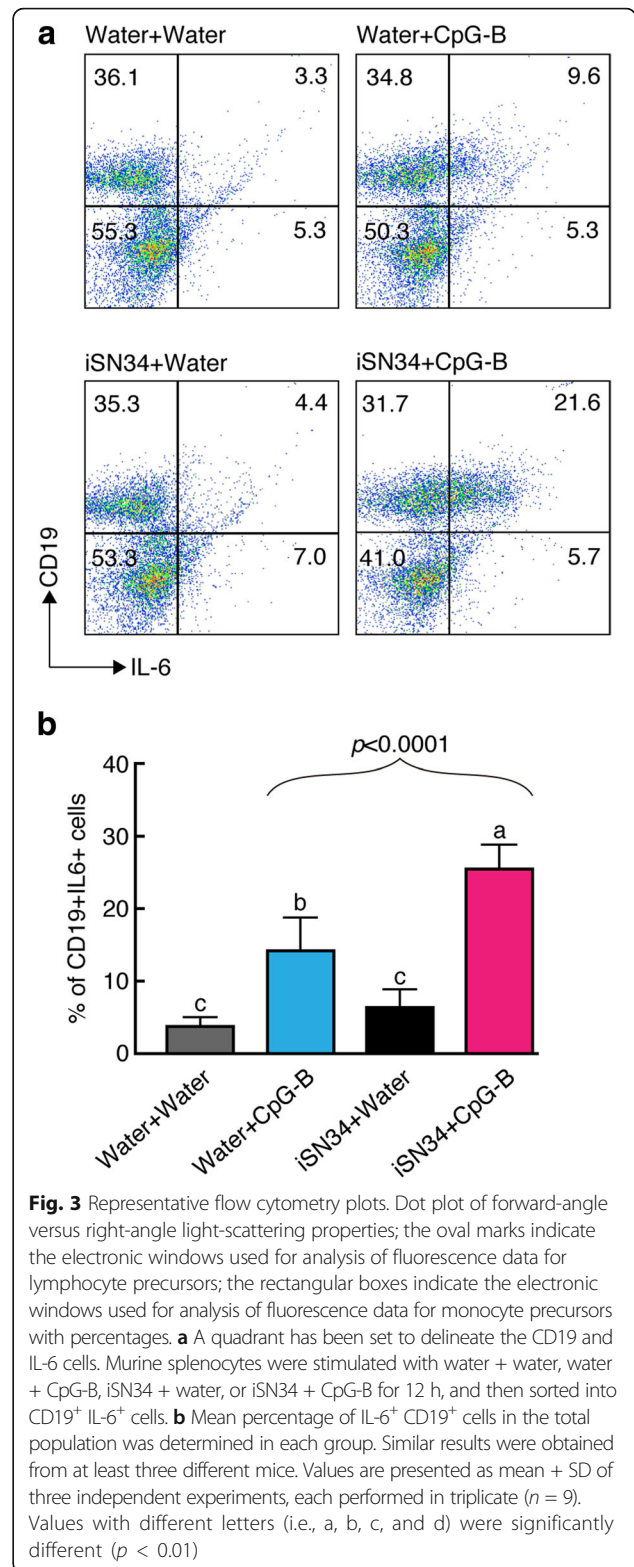 a
Water+Water
Water+CpG-B
36.1 3.3
34.8 9.6
55.3 5.3
50.3 5.3
iSN34+Water
iSN34+CpG-B
35.3 4.4
31.7 21.6
53.3 7.0
41.0 5.7
CD19
IL-6
b
p<0.0001
% of CD19+IL6+ cells
40
30
20
10
0
c
b
c
a
Water+Water
Water+CpG-B
iSN34+Water
iSN34+CpG-B
Fig. 3 Representative flow cytometry plots. Dot plot of forward-angle
versus right-angle light-scattering properties; the oval marks indicate
the electronic windows used for analysis of fluorescence data for
lymphocyte precursors; the rectangular boxes indicate the electronic
windows used for analysis of fluorescence data for monocyte precursors
with percentages. a A quadrant has been set to delineate the CD19 and
IL-6 cells. Murine splenocytes were stimulated with water + water, water
+ CpG-B, iSN34 + water, or iSN34 + CpG-B for 12 h, and then sorted into
CD19⁺ IL-6⁺ cells. b Mean percentage of IL-6⁺ CD19⁺ cells in the total
population was determined in each group. Similar results were obtained
from at least three different mice. Values are presented as mean + SD of
three independent experiments, each performed in triplicate (n = 9).
Values with different letters (i.e., a, b, c, and d) were significantly
different (p < 0.01)